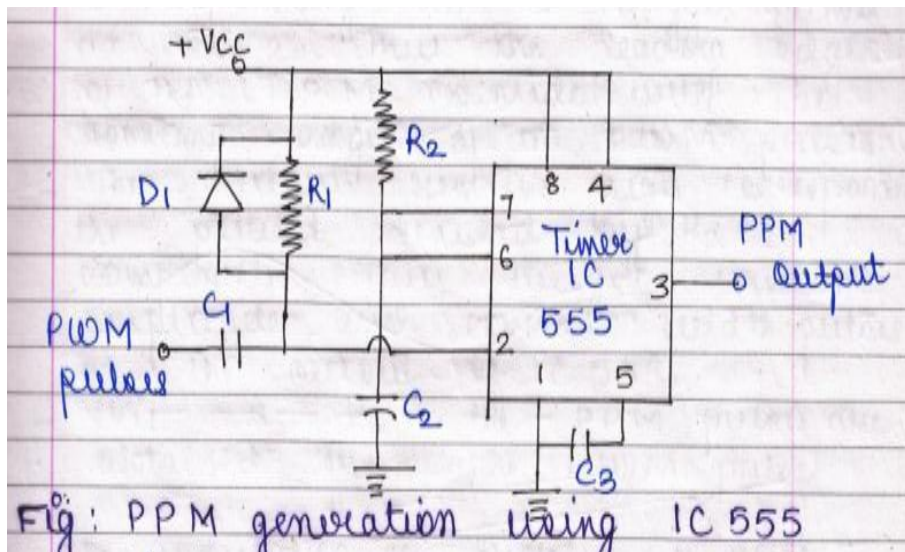 + Vcc
R2
8 4
D1
R1
7
6
Timer
IC
555
PPM
Output
3
C1
PWM
pulses
2
1 5
C2
C3
Fig: PPM generation using IC 555